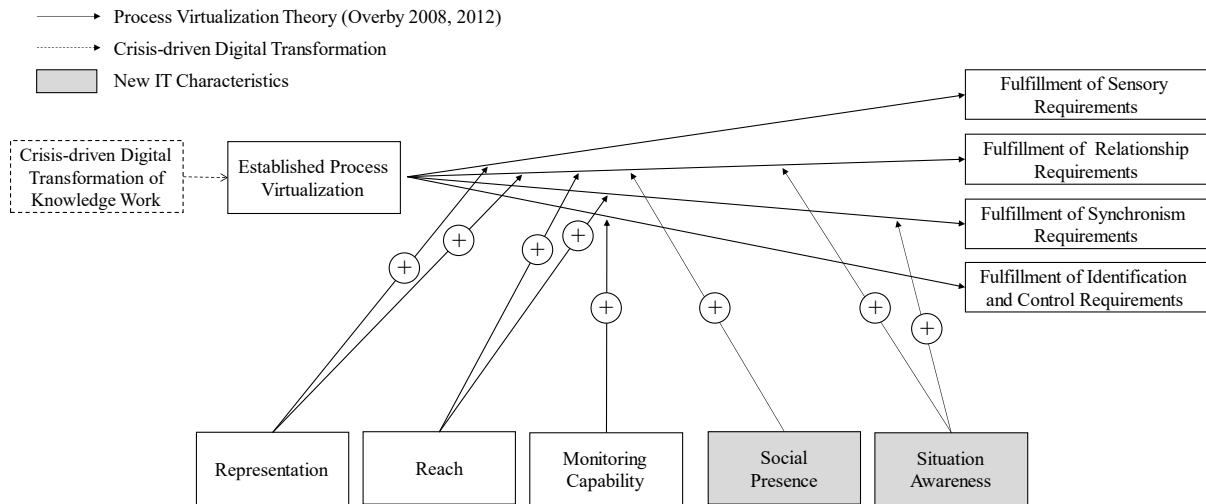 Process Virtualization Theory (Overby 2008, 2012)
Crisis-driven Digital Transformation
New IT Characteristics
Fulfillment of Sensory
Requirements
Crisis-driven Digital
Transformation of
Knowledge Work
Established Process
Virtualization
Fulfillment of Relationship
Requirements
Fulfillment of Synchronism
Requirements
Fulfillment of Identification
and Control Requirements
+
+
+
+
+
+
+
+
Representation
Reach
Monitoring
Capability
Social
Presence
Situation
Awareness